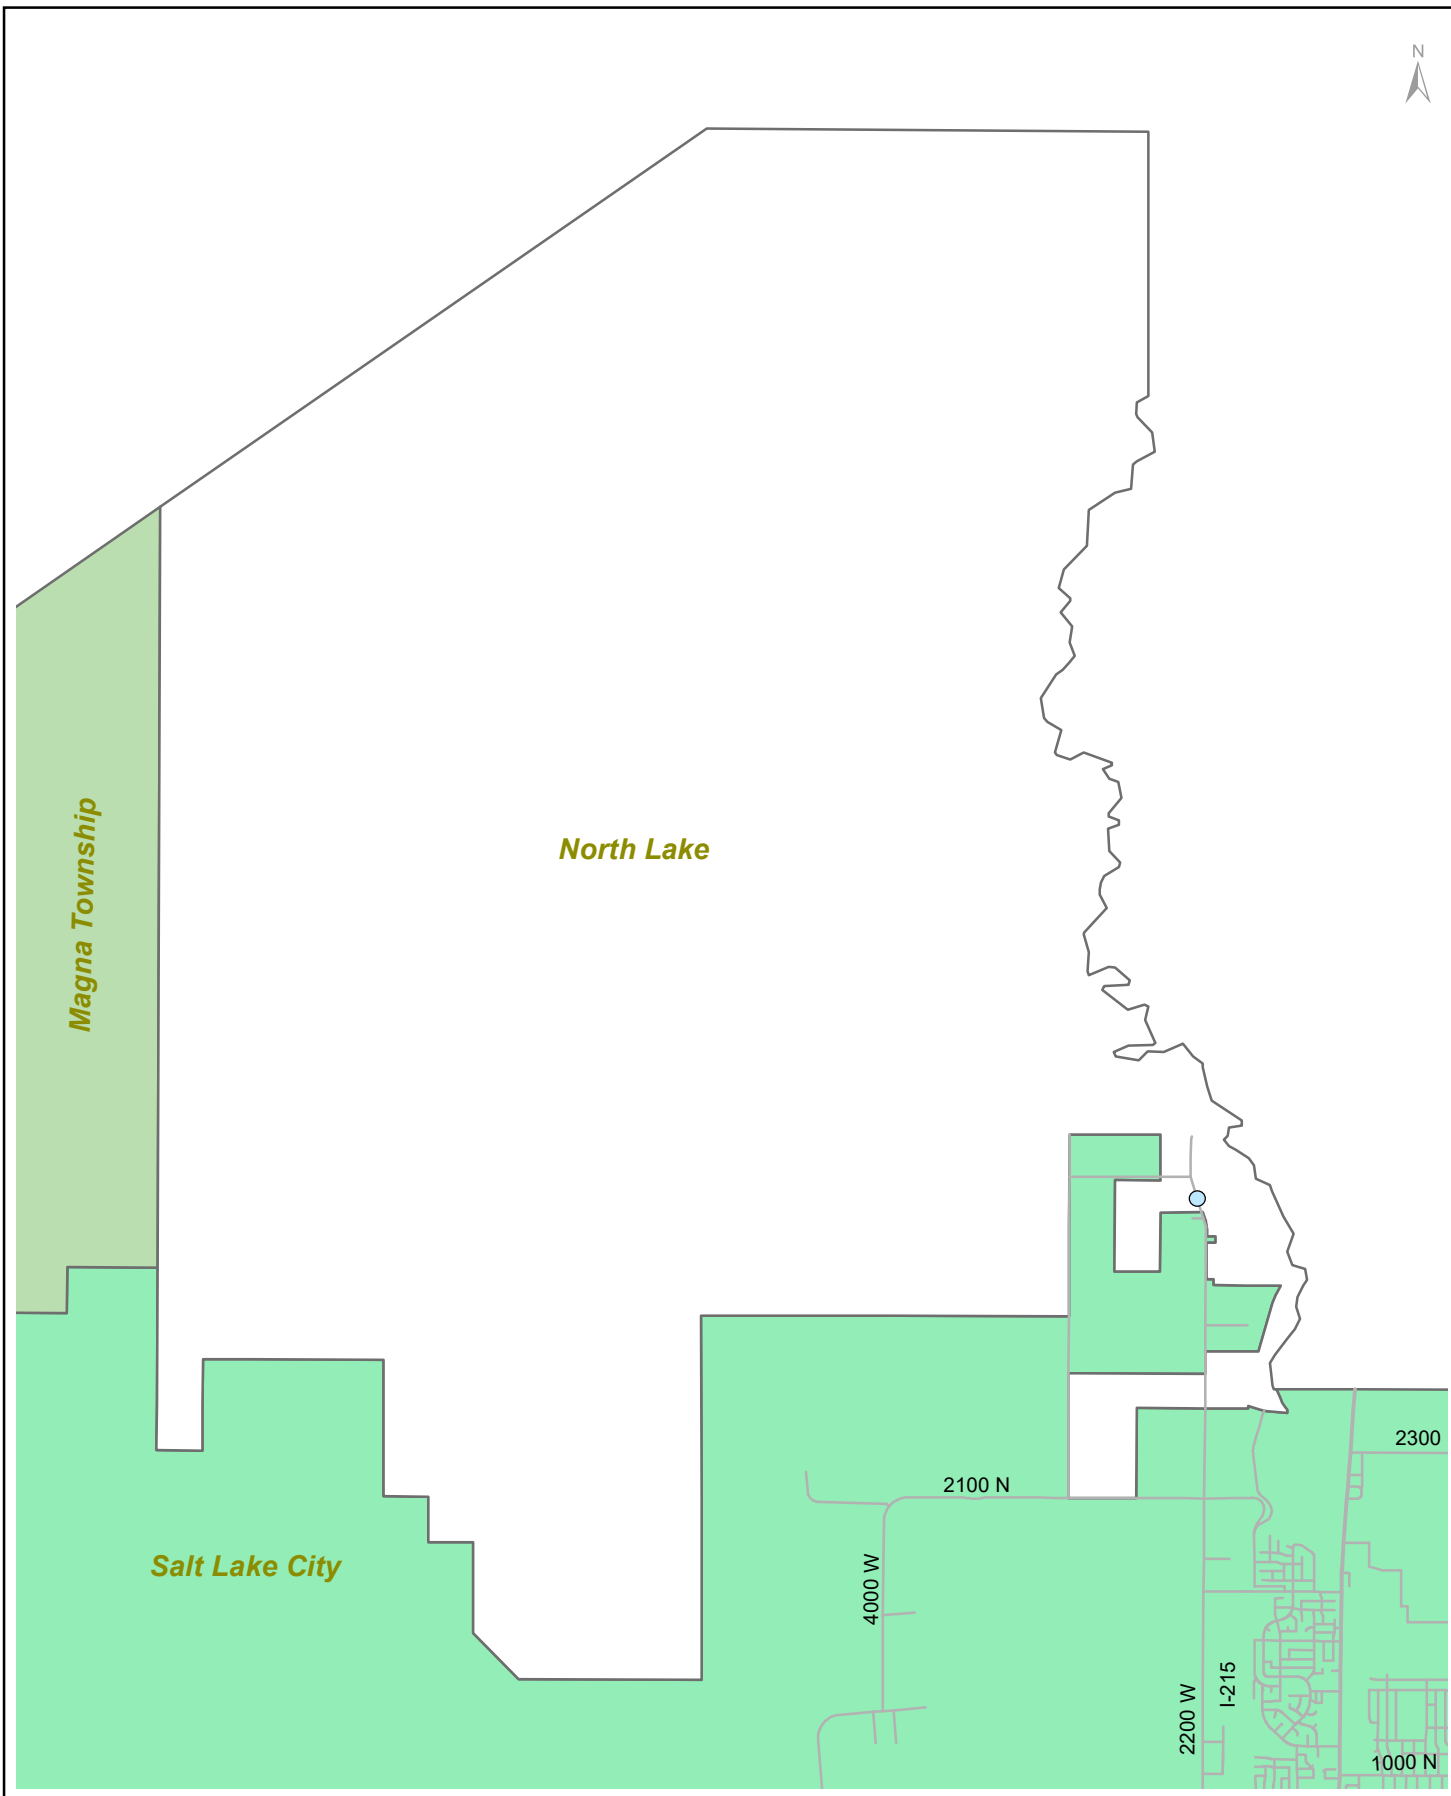 N
Magna Township
North Lake
2300
2100 N
Salt Lake City
4000 W
I-215
2200 W
1000 N